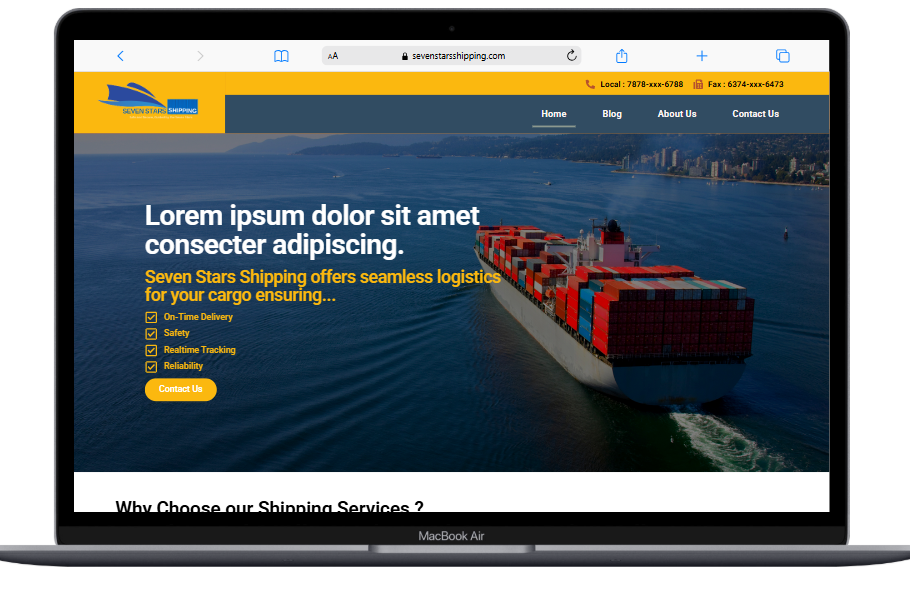 AA
sevenstarsshipping.com
Local : 7878-xxx-6788
Fax : 6374-xxx-6473
SEVEN STARS SHIPPING
Home
Blog
About Us
Contact Us
Lorem ipsum dolor sit amet
consecter adipiscing.
Seven Stars Shipping offers seamless logistics
for your cargo ensuring...
On-Time Delivery
Safety
Realtime Tracking
Reliability
Contact Us
Why Choose our Shipping Services ?
MacBook Air